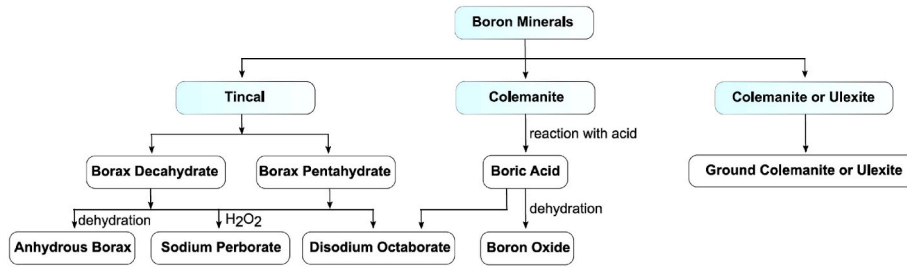 Boron Minerals
Tincal
Colemanite
Colemanite or Ulexite
reaction with acid
Borax Decahydrate
Borax Pentahydrate
Boric Acid
Ground Colemanite or Ulexite
dehydration
H₂O₂
dehydration
Anhydrous Borax
Sodium Perborate
Disodium Octaborate
Boron Oxide